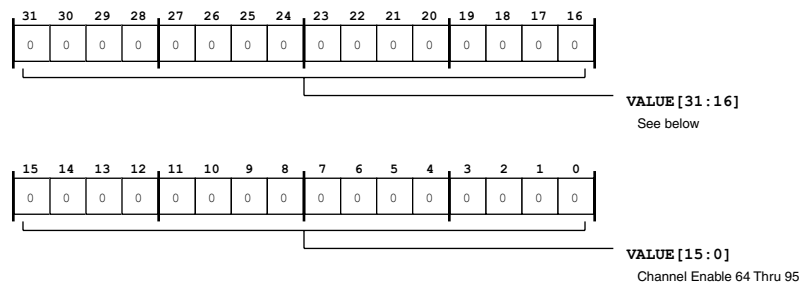 31 30 29 28 27 26 25 24 23 22 21 20 19 18 17 16
0 0 0 0 0 0 0 0 0 0 0 0 0 0 0 0
VALUE[31:16]
See below
15 14 13 12 11 10 9 8 7 6 5 4 3 2 1 0
0 0 0 0 0 0 0 0 0 0 0 0 0 0 0 0
VALUE[15:0]
Channel Enable 64 Thru 95